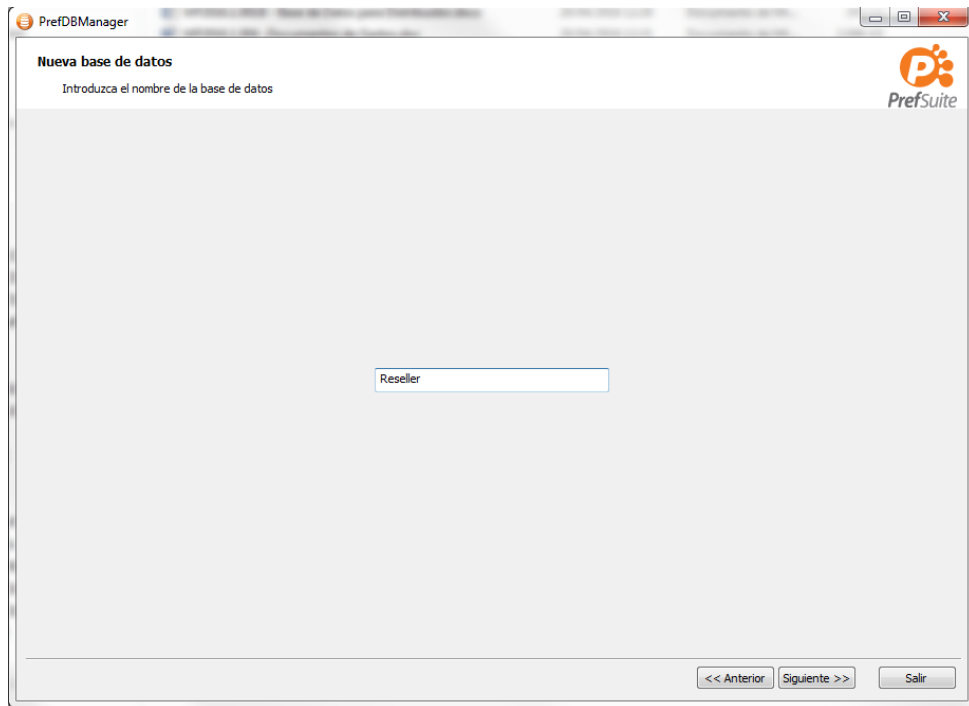 PrefDBManager
Nueva base de datos
Introduzca el nombre de la base de datos
PrefSuite
Reseller
<< Anterior
Siguiente >>
Salir